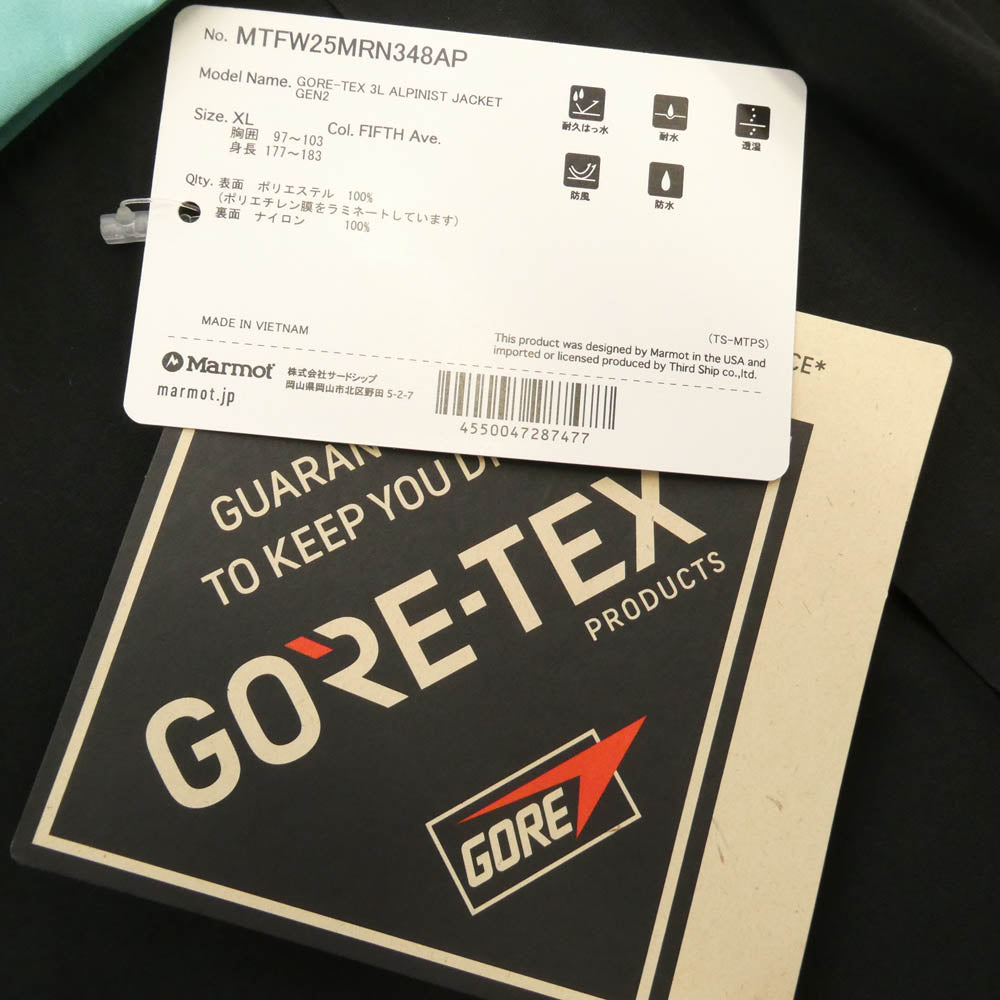 No. MTFW25MRN348AP
Model Name. GORE-TEX 3L ALPINIST JACKET
GEN2
Size. XL
胸囲 97～103
身長 177～183
Col. FIFTH Ave.
Qlty. 表面 ポリエステル 100%
(ポリエチレン膜をラミネートしています)
裏面 ナイロン 100%
耐久はっ水
耐水
透湿
防風
防水
MADE IN VIETNAM
(TS-MTPS)
This product was designed by Marmot in the USA and
imported or licensed produced by Third Ship co.,ltd.
Marmot
marmot.jp
株式会社サードシップ
岡山県岡山市北区野田 5-2-7
4550047287477
CE*
GUARAN
TO KEEP YOU D
GORE-TEX
PRODUCTS
GORE